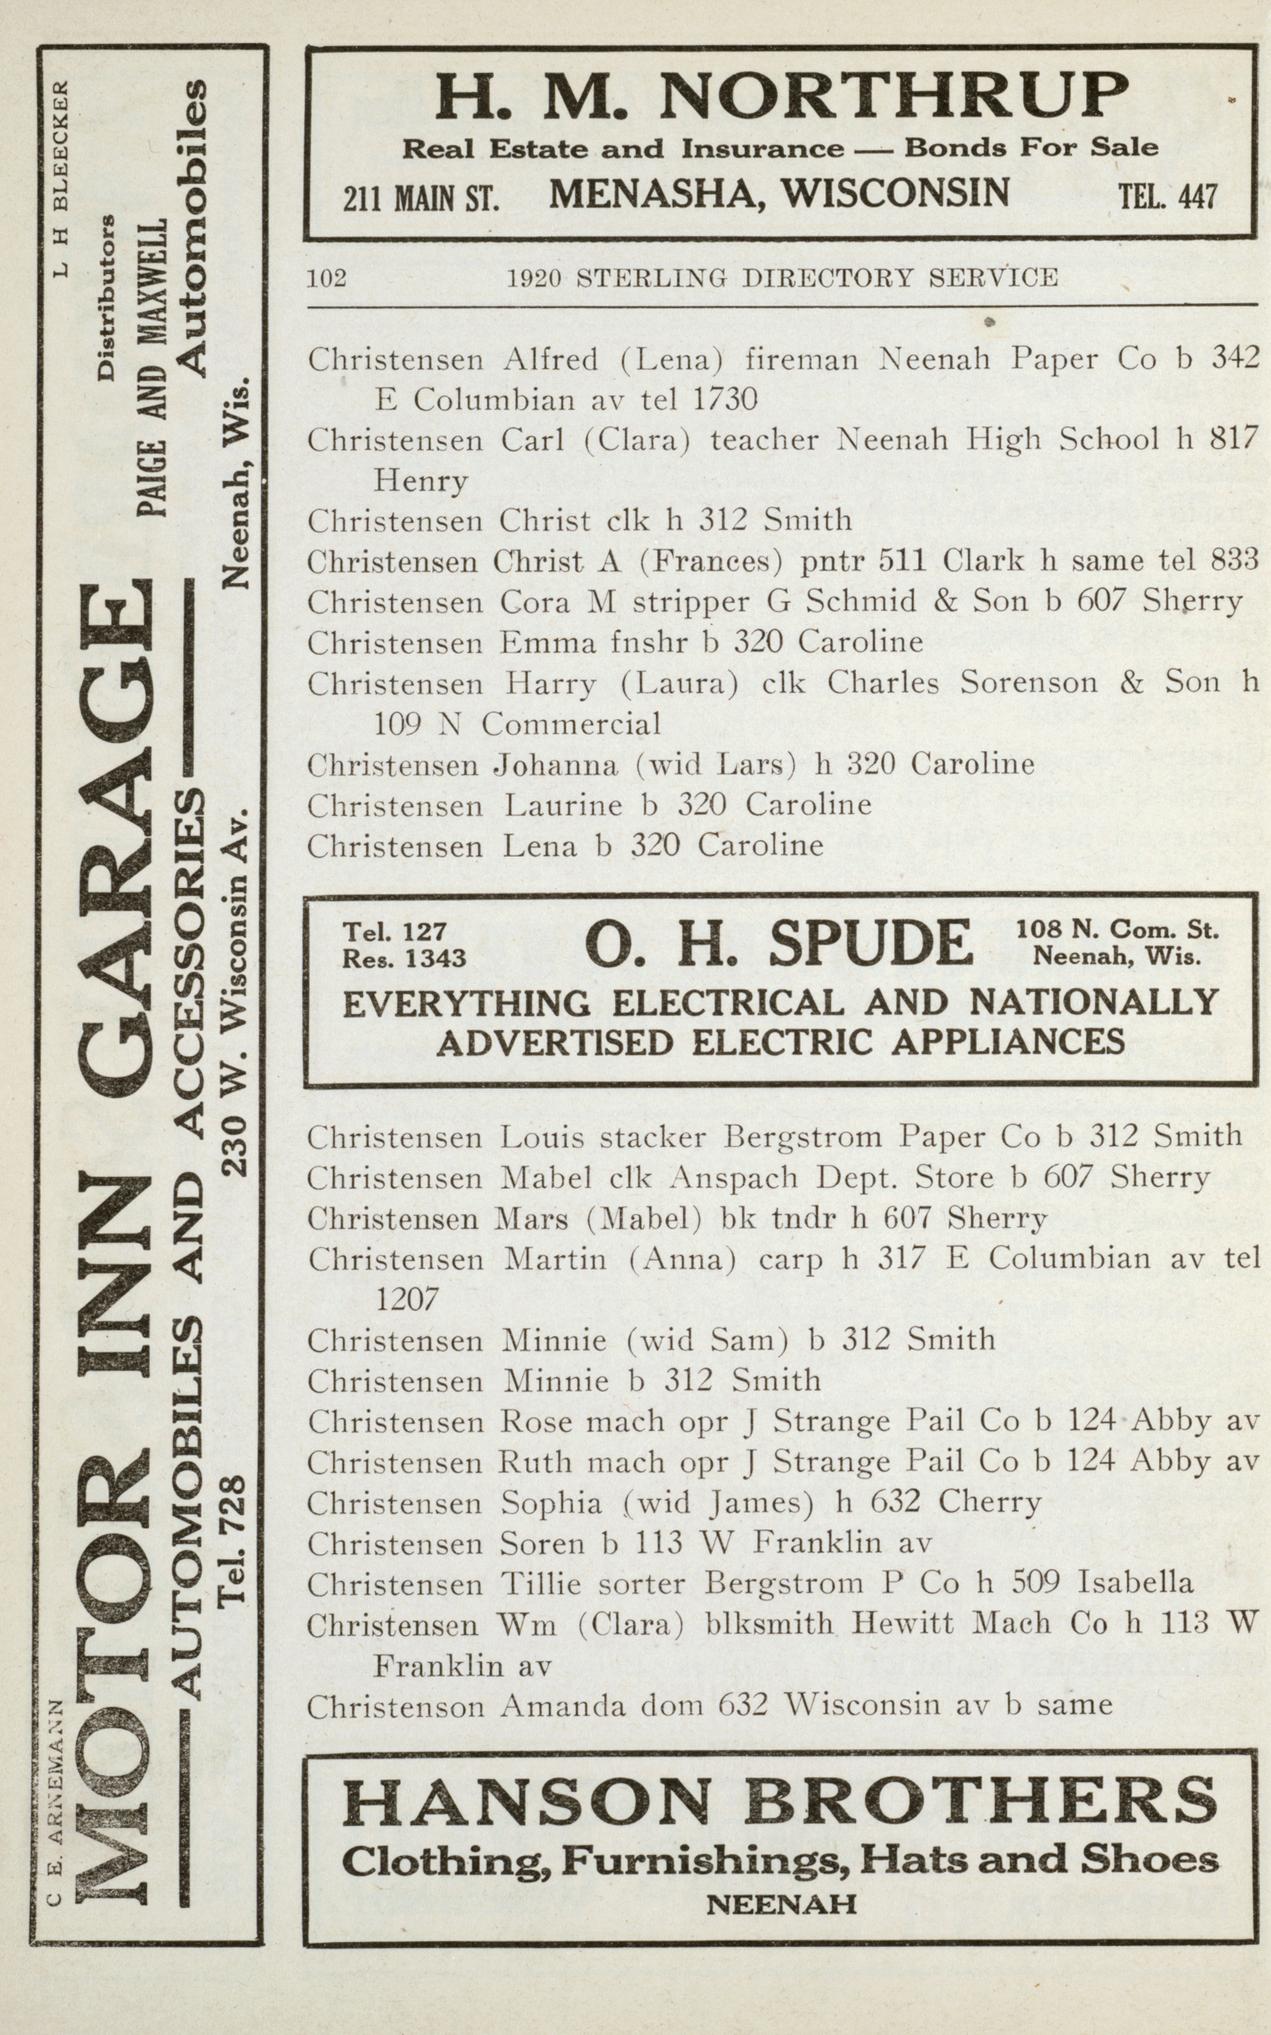 C E. ARNEMANN
L H BLEECKER
MOTOR INN GARAGE
Distributors
PAIGE AND MAXWELL
Automobiles
AUTOMOBILES AND ACCESSORIES
Tel. 728
230 W. Wisconsin Av.
Neenah, Wis.
H. M. NORTHRUP
Real Estate and Insurance — Bonds For Sale
211 MAIN ST. MENASHA, WISCONSIN TEL. 447
102 1920 STERLING DIRECTORY SERVICE
Christensen Alfred (Lena) fireman Neenah Paper Co b 342
E Columbian av tel 1730
Christensen Carl (Clara) teacher Neenah High School h 817
Henry
Christensen Christ clk h 312 Smith
Christensen Christ A (Frances) pntr 511 Clark h same tel 833
Christensen Cora M stripper G Schmid & Son b 607 Sherry
Christensen Emma fnshr b 320 Caroline
Christensen Harry (Laura) clk Charles Sorenson & Son h
109 N Commercial
Christensen Johanna (wid Lars) h 320 Caroline
Christensen Laurine b 320 Caroline
Christensen Lena b 320 Caroline
Tel. 127
Res. 1343
O. H. SPUDE
108 N. Com. St.
Neenah, Wis.
EVERYTHING ELECTRICAL AND NATIONALLY
ADVERTISED ELECTRIC APPLIANCES
Christensen Louis stacker Bergstrom Paper Co b 312 Smith
Christensen Mabel clk Anspach Dept. Store b 607 Sherry
Christensen Mars (Mabel) bk tndr h 607 Sherry
Christensen Martin (Anna) carp h 317 E Columbian av tel
1207
Christensen Minnie (wid Sam) b 312 Smith
Christensen Minnie b 312 Smith
Christensen Rose mach opr J Strange Pail Co b 124 Abby av
Christensen Ruth mach opr J Strange Pail Co b 124 Abby av
Christensen Sophia (wid James) h 632 Cherry
Christensen Soren b 113 W Franklin av
Christensen Tillie sorter Bergstrom P Co h 509 Isabella
Christensen Wm (Clara) blksmith Hewitt Mach Co h 113 W
Franklin av
Christenson Amanda dom 632 Wisconsin av b same
HANSON BROTHERS
Clothing, Furnishings, Hats and Shoes
NEENAH